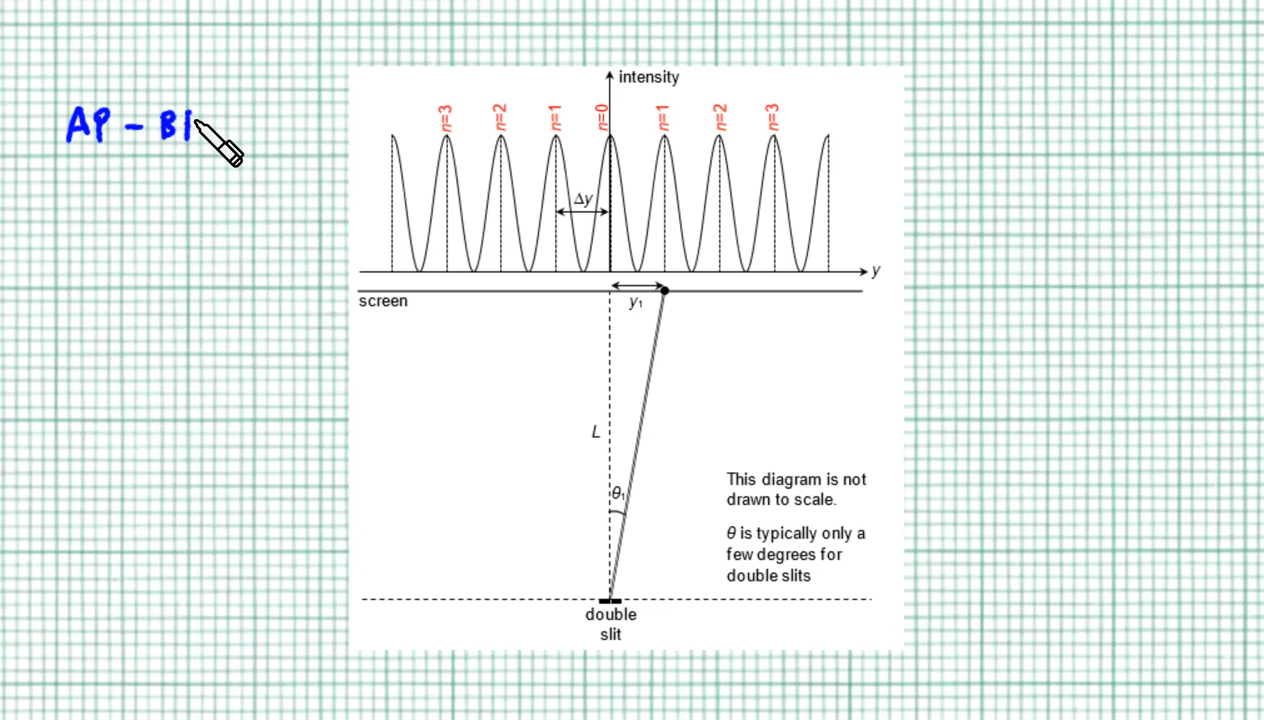 AP - B
intensity
n=3 n=2 n=1 n=0 n=1 n=2 n=3
Δy
y
y₁
screen
L
θ₁
This diagram is not
drawn to scale.
θ is typically only a
few degrees for
double slits
double
slit